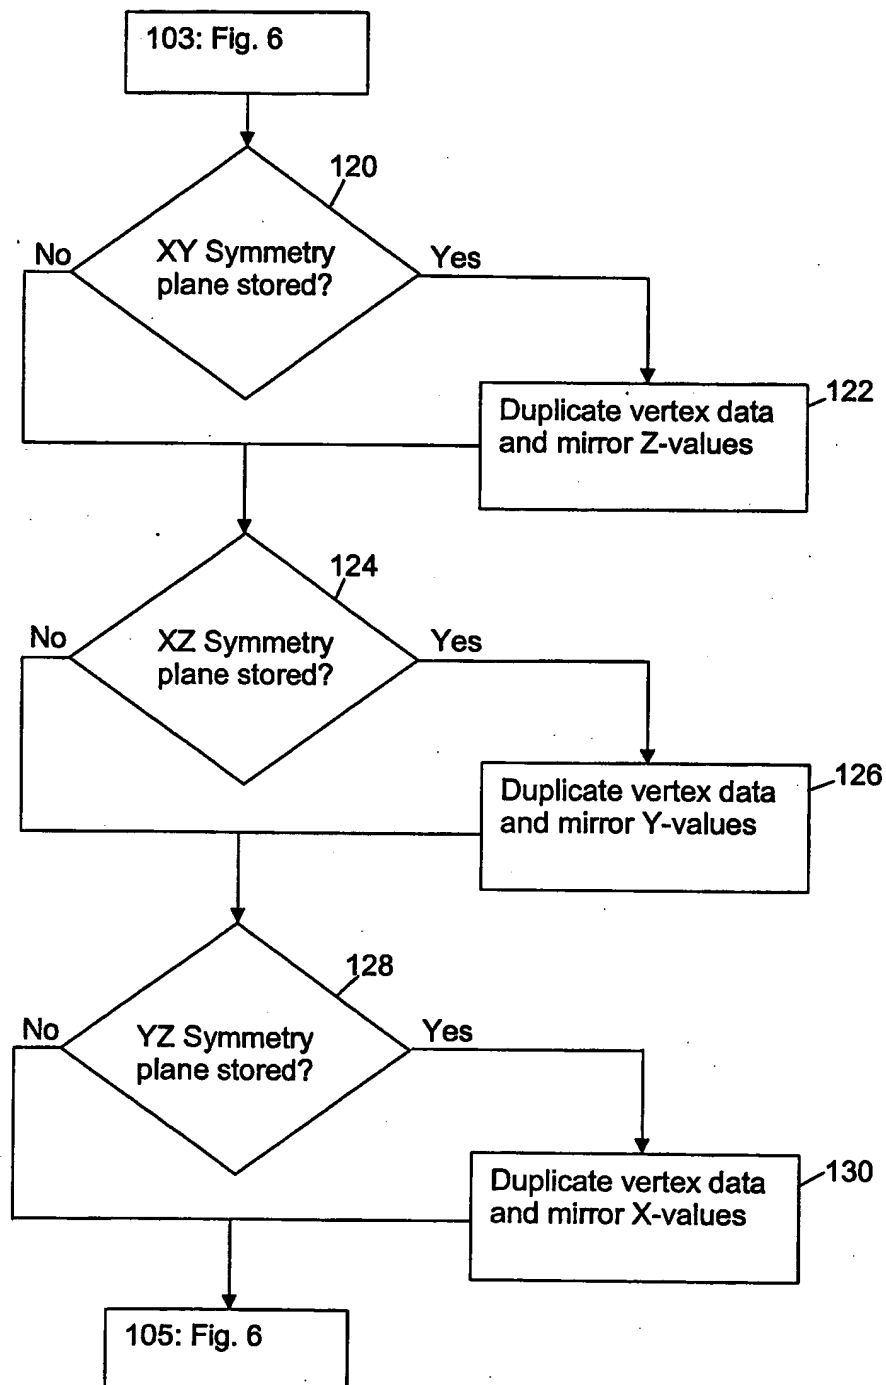 103: Fig. 6
120
No
XY Symmetry
plane stored?
Yes
122
Duplicate vertex data
and mirror Z-values
124
No
XZ Symmetry
plane stored?
Yes
126
Duplicate vertex data
and mirror Y-values
128
No
YZ Symmetry
plane stored?
Yes
130
Duplicate vertex data
and mirror X-values
105: Fig. 6